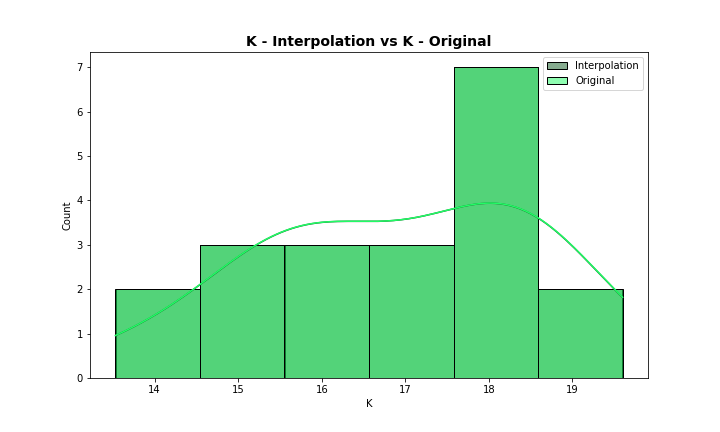 K - Interpolation vs K - Original
Interpolation
Original
Count
7
6
5
4
3
2
1
0
14 15 16 17 18 19
K